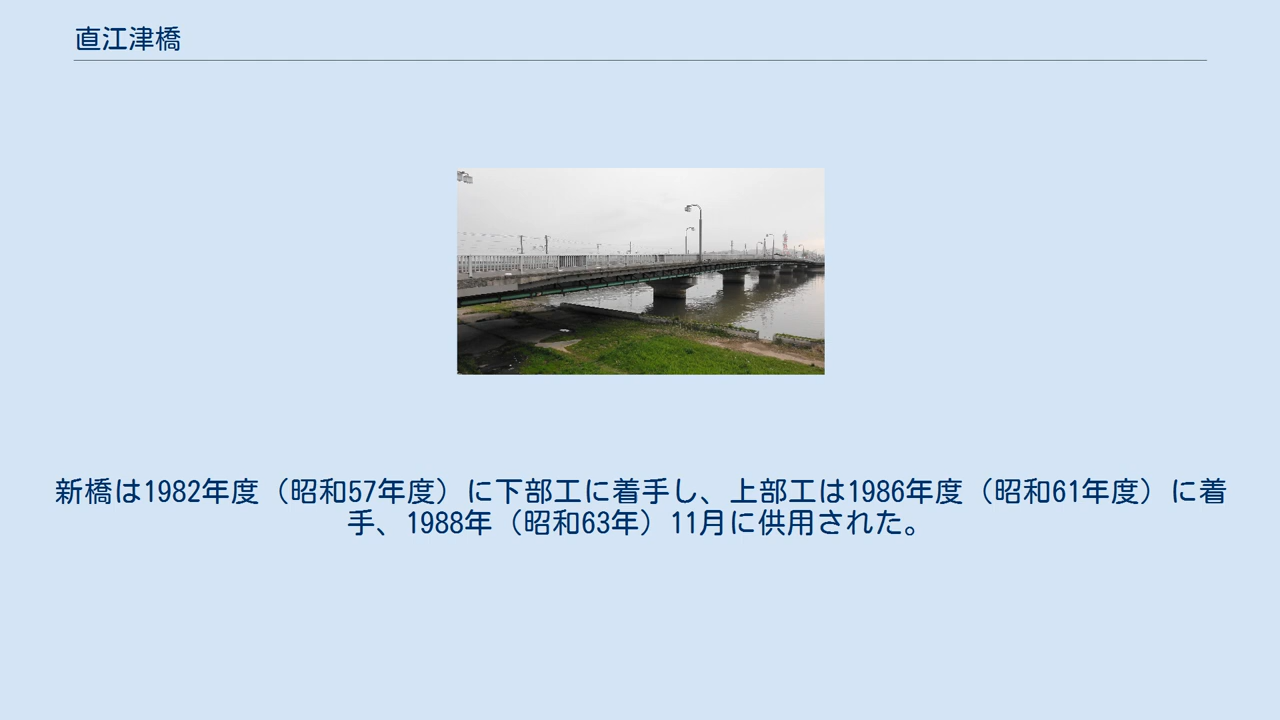 直江津橋
新橋は1982年度（昭和57年度）に下部工に着手し、上部工は1986年度（昭和61年度）に着
手、1988年（昭和63年）11月に供用された。